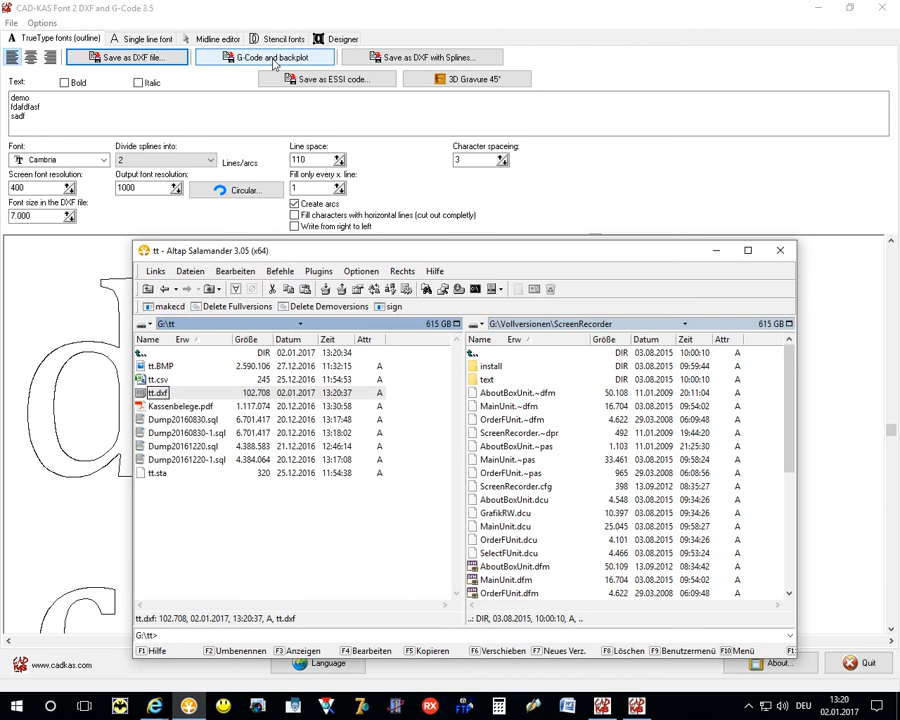 CAD-KAS Font 2 DXF and G-Code 3.5
File Options
TrueType fonts (outline) Single line font Midline editor Stencil fonts Designer
Save as DXF file... G-Code and backplot Save as DXF with Splines...
Text: Bold Italic Save as ESSI code... 3D Gravure 45°
demo
fdafdfasf
sadf
Font: Divide splines into: Line space: Character spaceing:
Cambria 2 Lines/arcs 110 3
Screen font resolution: Output font resolution: Fill only every x. line:
400 1000 Circular... 1
Font size in the DXF file: Create arcs
7.000 Fill characters with horizontal lines (cut out completly)
Write from right to left
tt - Altap Salamander 3.05 (x64)
Links Dateien Bearbeiten Befehle Plugins Optionen Rechts Hilfe
makecd Delete Fullversions Delete Demoversions sign
G:\tt 615 GB G:\Vollversionen\ScreenRecorder 615 GB
Name Erw Größe Datum Zeit Attr Name Erw Größe Datum Zeit Attr
.. DIR 02.01.2017 13:20:34 .. DIR 03.08.2015 10:00:10 A
tt.BMP 2.590.106 27.12.2016 11:32:15 A install DIR 03.08.2015 09:59:44 A
tt.csv 245 25.12.2016 11:54:53 A text DIR 03.08.2015 10:00:10 A
tt.dxf 102.708 02.01.2017 13:20:37 A AboutBoxUnit.~dfm 50.108 11.01.2009 20:11:04 A
Kassenbelege.pdf 1.117.074 20.12.2016 13:30:58 A MainUnit.~dfm 16.704 03.08.2015 09:54:02 A
Dump20160830.sql 6.701.417 20.12.2016 13:17:48 A OrderFUnit.~dfm 4.622 29.03.2008 06:09:48 A
Dump20160830-1.sql 6.701.417 20.12.2016 13:18:02 A ScreenRecorder.~dpr 492 11.01.2009 19:44:20 A
Dump20161220.sql 4.388.583 21.12.2016 12:46:14 A AboutBoxUnit.~pas 1.103 11.01.2009 21:25:30 A
Dump20161220-1.sql 4.384.064 20.12.2016 13:17:08 A MainUnit.~pas 33.461 03.08.2015 09:58:24 A
tt.sta 320 25.12.2016 11:54:38 A OrderFUnit.~pas 965 29.03.2008 06:08:56 A
ScreenRecorder.cfg 398 13.09.2012 08:35:27 A
AboutBoxUnit.dcu 4.548 03.08.2015 09:34:26 A
GrafikRW.dcu 10.397 03.08.2015 09:34:26 A
MainUnit.dcu 25.045 03.08.2015 09:58:27 A
OrderFUnit.dcu 4.101 03.08.2015 09:34:26 A
SelectFUnit.dcu 4.466 03.08.2015 09:53:24 A
AboutBoxUnit.dfm 50.109 13.09.2012 08:34:42 A
MainUnit.dfm 16.704 03.08.2015 09:54:02 A
OrderFUnit.dfm 4.622 29.03.2008 06:09:48 A
tt.dxf: 102.708, 02.01.2017, 13:20:37, A, tt.dxf ..: DIR, 03.08.2015, 10:00:10, A, ..
G:\tt>
F1 Hilfe F2 Umbenennen F3 Anzeigen F4 Bearbeiten F5 Kopieren F6 Verschieben F7 Neues Verz. F8 Löschen F9 Benutzermenü F10 Menü
www.cadkas.com Language About... Quit
DEU 13:20
02.01.2017